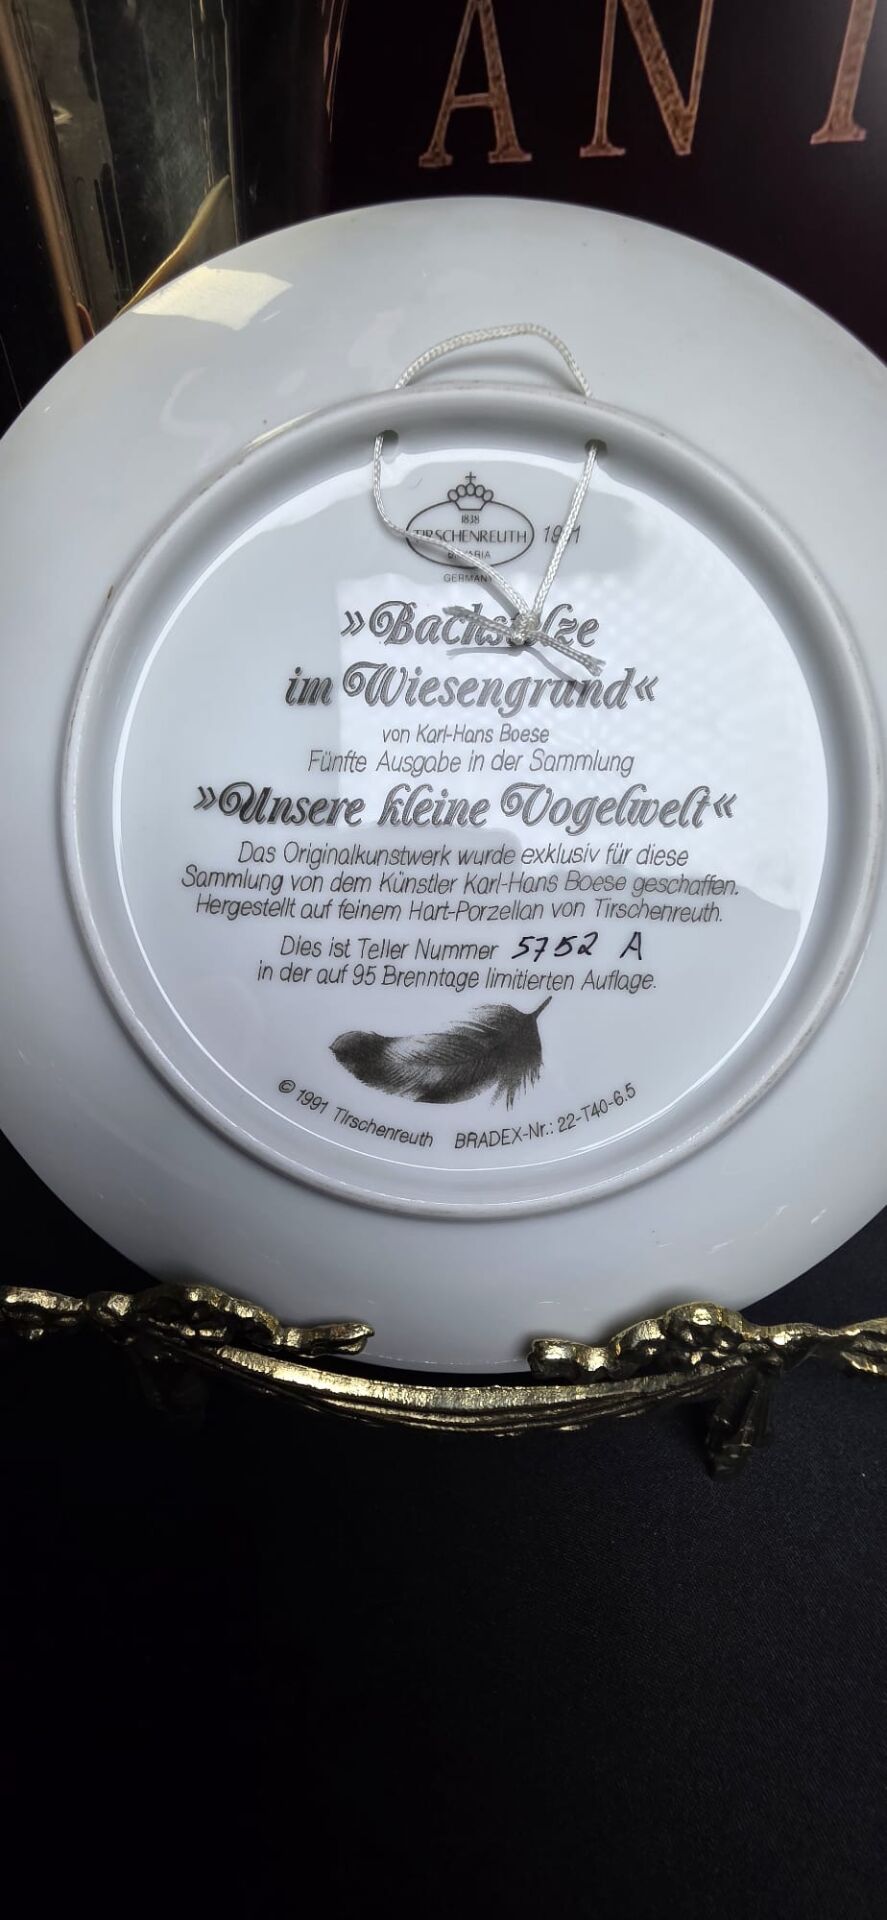 ANI
1838
TIRSCHENREUTH 1991
BAVARIA
GERMANY
»Bachstelze
im Wiesengrund«
von Karl-Hans Boese
Fünfte Ausgabe in der Sammlung
»Unsere kleine Vogelwelt«
Das Originalkunstwerk wurde exklusiv für diese
Sammlung von dem Künstler Karl-Hans Boese geschaffen.
Hergestellt auf feinem Hart-Porzellan von Tirschenreuth.
Dies ist Teller Nummer 5752 A
in der auf 95 Brenntage limitierten Auflage.
© 1991 Tirschenreuth BRADEX-Nr.: 22-T40-6.5